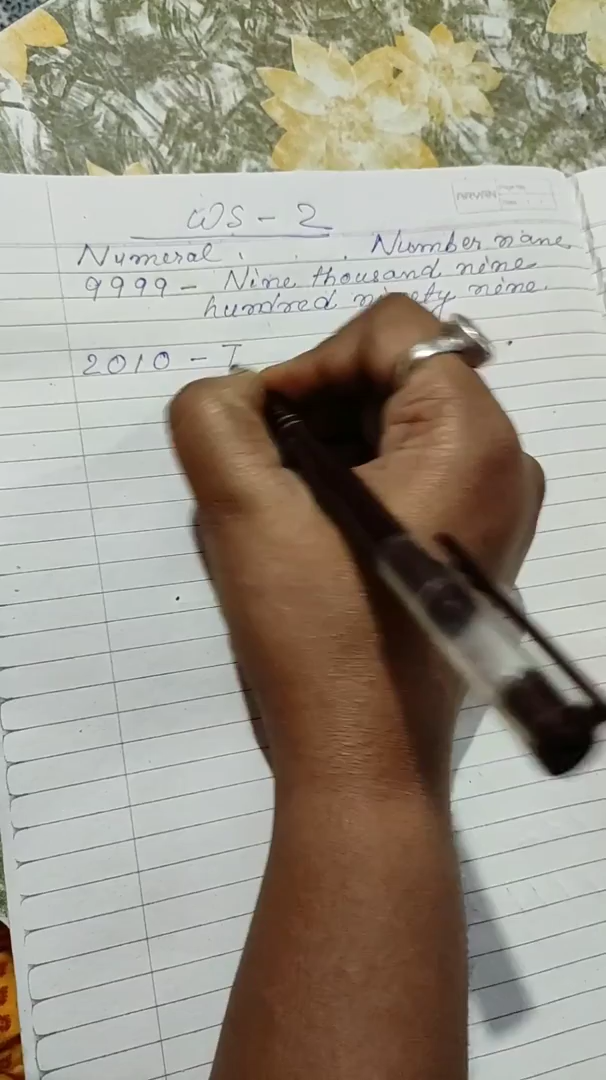 WS - 2
Numeral . . . Number name
9999 - Nine thousand nine
hundred ninety nine.
2010 - T